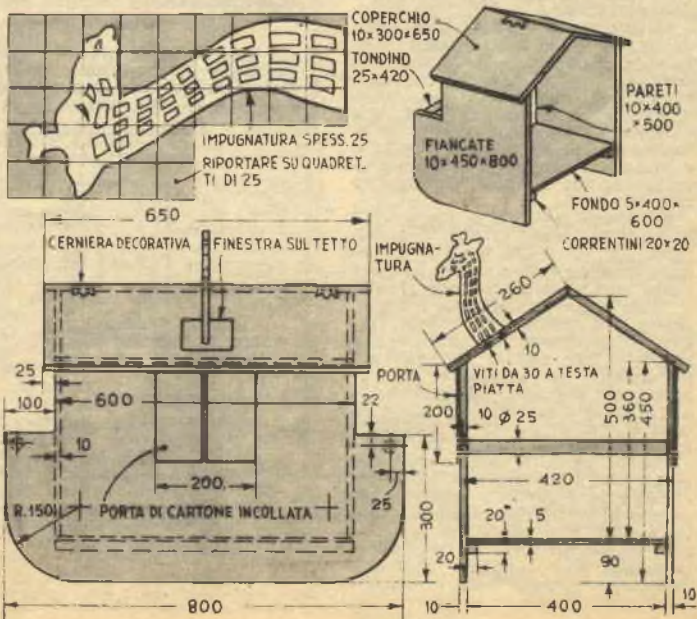 COPERCHIO
10×300×650
TONDINO
25×420
PARETI
10×400
×500
FIANCATE
10×450×800
IMPUGNATURA SPESS. 25
RIPORTARE SU QUADRET_
TI DI 25
FONDO 5×400×
600
CORRENTINI 20×20
650
CERNIERA DECORATIVA
FINESTRA SUL TETTO
IMPUGNA-
TURA
260
10
25
PORTA
VITI DA 30 A TESTA
PIATTA
100
600
22
200
10
Ø 25
500
360
450
10
200
25
420
R.150
PORTA DI CARTONE INCOLLATA
300
20
5
20
90
800
10
400
10